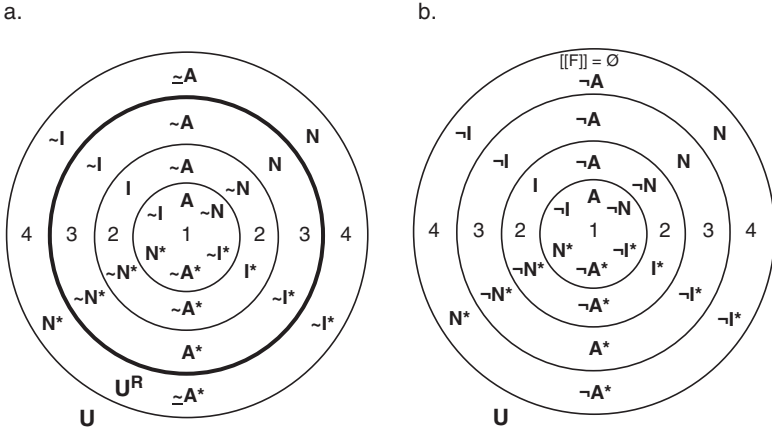 a.
b.
~̲A
~A
~A
A
~I
~I
I
~I
N
N
~N
~N
4 3 2 1 2 3 4
N*
~N*
~N*
N*
~I*
I*
~I*
~I*
~A*
~A*
A*
~̲A*
U^R
U
[[F]] = Ø
¬A
¬A
¬A
A
¬I
¬I
I
¬I
N
N
¬N
¬N
4 3 2 1 2 3 4
N*
¬N*
¬N*
N*
¬I*
I*
¬I*
¬I*
¬A*
¬A*
A*
¬A*
U